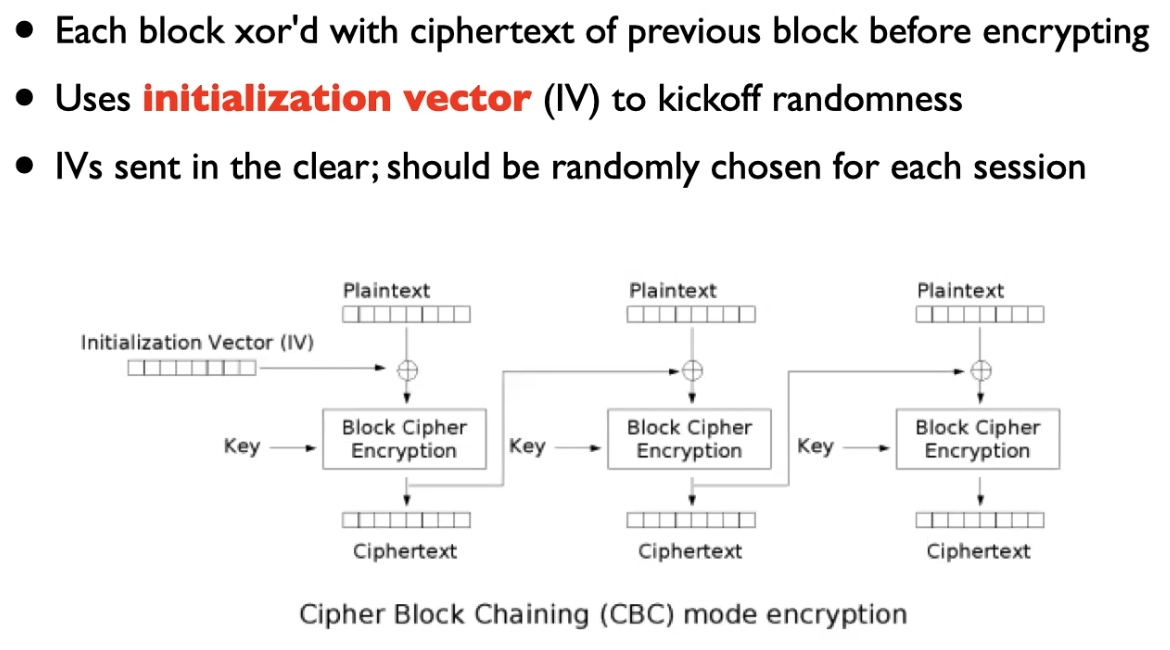 • Each block xor'd with ciphertext of previous block before encrypting
• Uses initialization vector (IV) to kickoff randomness
• IVs sent in the clear; should be randomly chosen for each session
Plaintext
Plaintext
Plaintext
Initialization Vector (IV)
Key
Block Cipher
Encryption
Key
Block Cipher
Encryption
Key
Block Cipher
Encryption
Ciphertext
Ciphertext
Ciphertext
Cipher Block Chaining (CBC) mode encryption